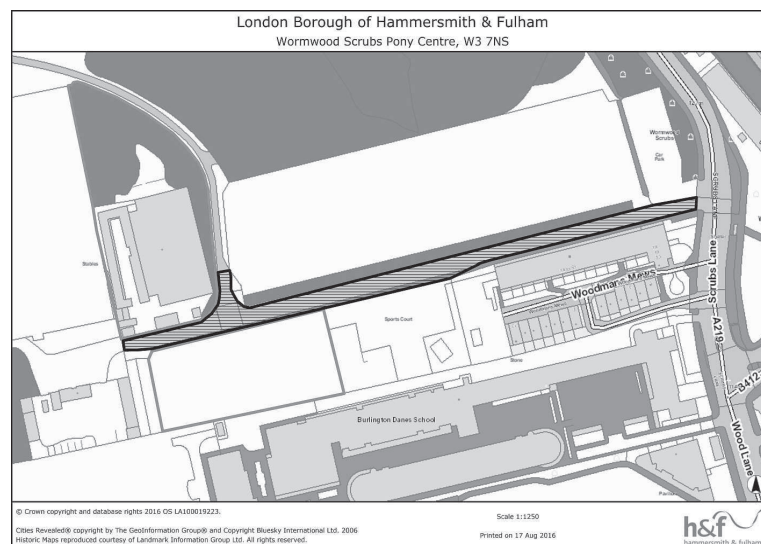 London Borough of Hammersmith & Fulham
Wormwood Scrubs Pony Centre, W3 7NS
Wormwood
Scrubs
Car
Park
Scrubs Lane
A219
Woodmans Mews
Sports Court
Stables
Burlington Danes School
B412
Wood Lane
© Crown copyright and database rights 2016 OS LA100019223.
Cities Revealed® copyright by The GeoInformation Group® and Copyright Bluesky International Ltd. 2006
Historic Maps reproduced courtesy of Landmark Information Group Ltd. All rights reserved.
Scale 1:1250
Printed on 17 Aug 2016
h&f
hammersmith & fulham